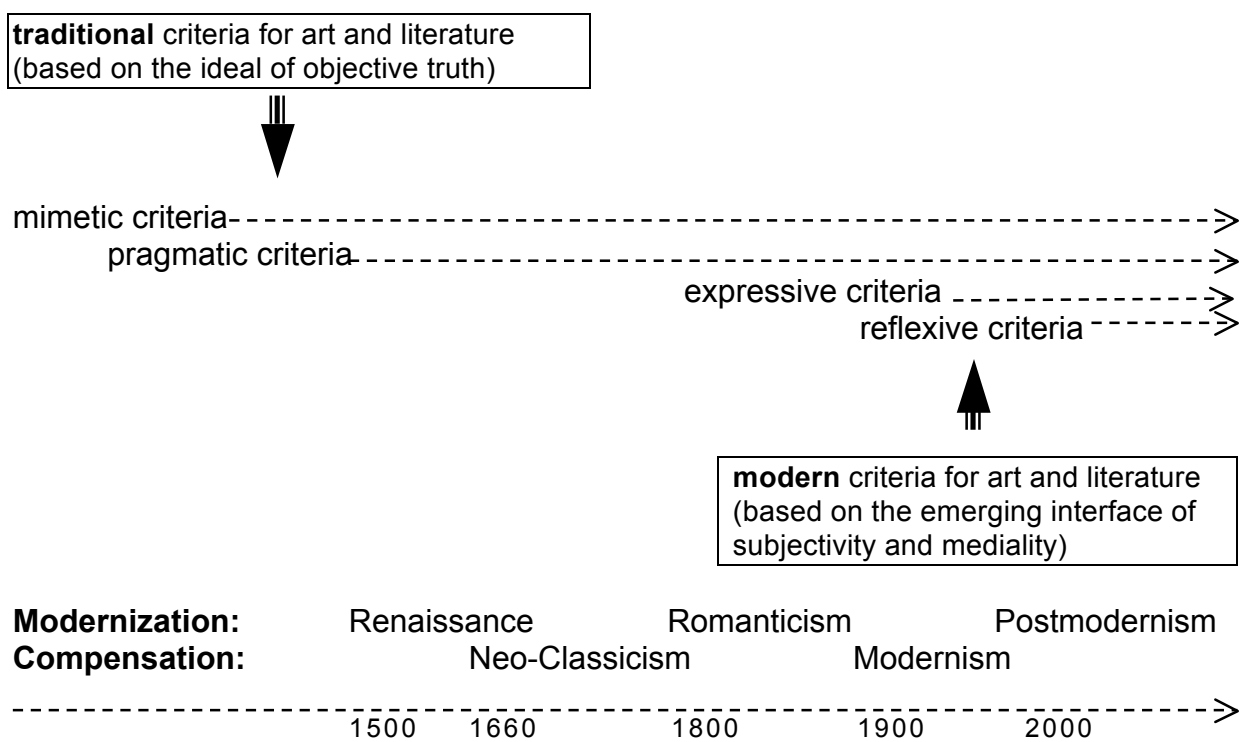 traditional criteria for art and literature
(based on the ideal of objective truth)
mimetic criteria
pragmatic criteria
expressive criteria
reflexive criteria
modern criteria for art and literature
(based on the emerging interface of
subjectivity and mediality)
Modernization: Renaissance Romanticism Postmodernism
Compensation: Neo-Classicism Modernism
1500 1660 1800 1900 2000